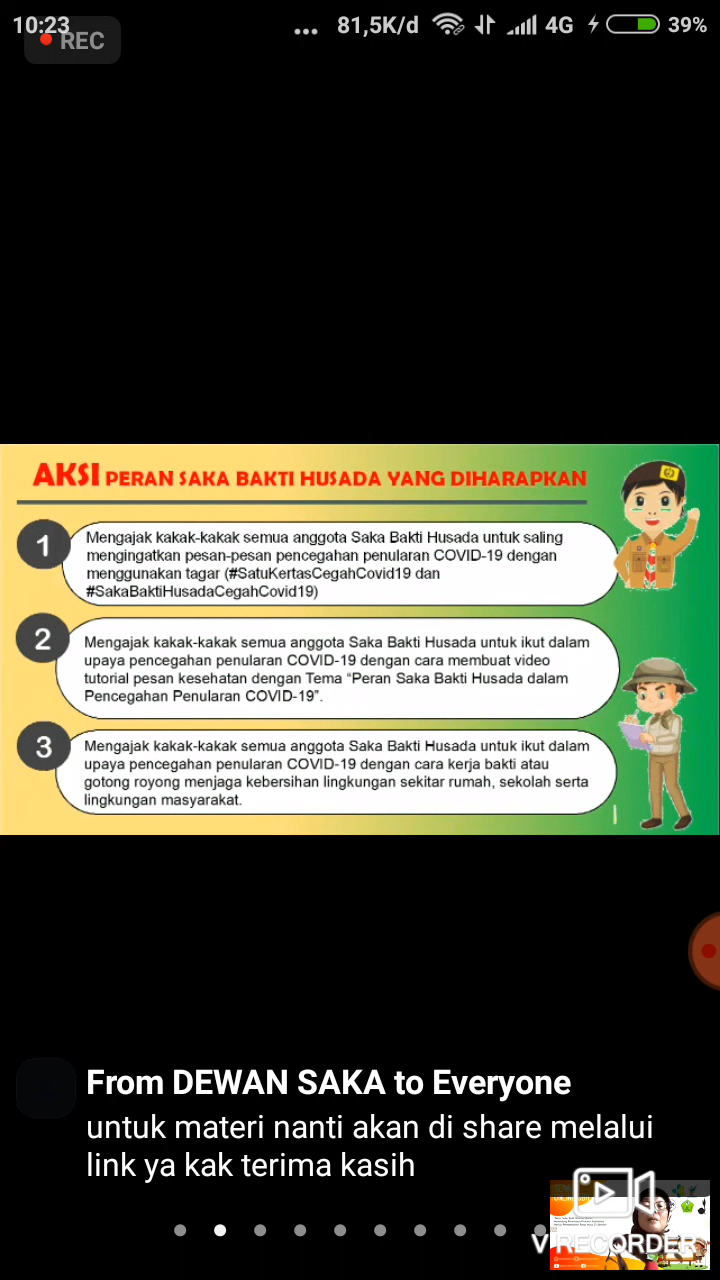 10:23
... 81,5K/d 4G 39%
REC
AKSI PERAN SAKA BAKTI HUSADA YANG DIHARAPKAN
1
Mengajak kakak-kakak semua anggota Saka Bakti Husada untuk saling
mengingatkan pesan-pesan pencegahan penularan COVID-19 dengan
menggunakan tagar (#SatuKertasCegahCovid19 dan
#SakaBaktiHusadaCegahCovid19)
2
Mengajak kakak-kakak semua anggota Saka Bakti Husada untuk ikut dalam
upaya pencegahan penularan COVID-19 dengan cara membuat video
tutorial pesan kesehatan dengan Tema “Peran Saka Bakti Husada dalam
Pencegahan Penularan COVID-19”.
3
Mengajak kakak-kakak semua anggota Saka Bakti Husada untuk ikut dalam
upaya pencegahan penularan COVID-19 dengan cara kerja bakti atau
gotong royong menjaga kebersihan lingkungan sekitar rumah, sekolah serta
lingkungan masyarakat.
From DEWAN SAKA to Everyone
untuk materi nanti akan di share melalui
link ya kak terima kasih
V RECORDER